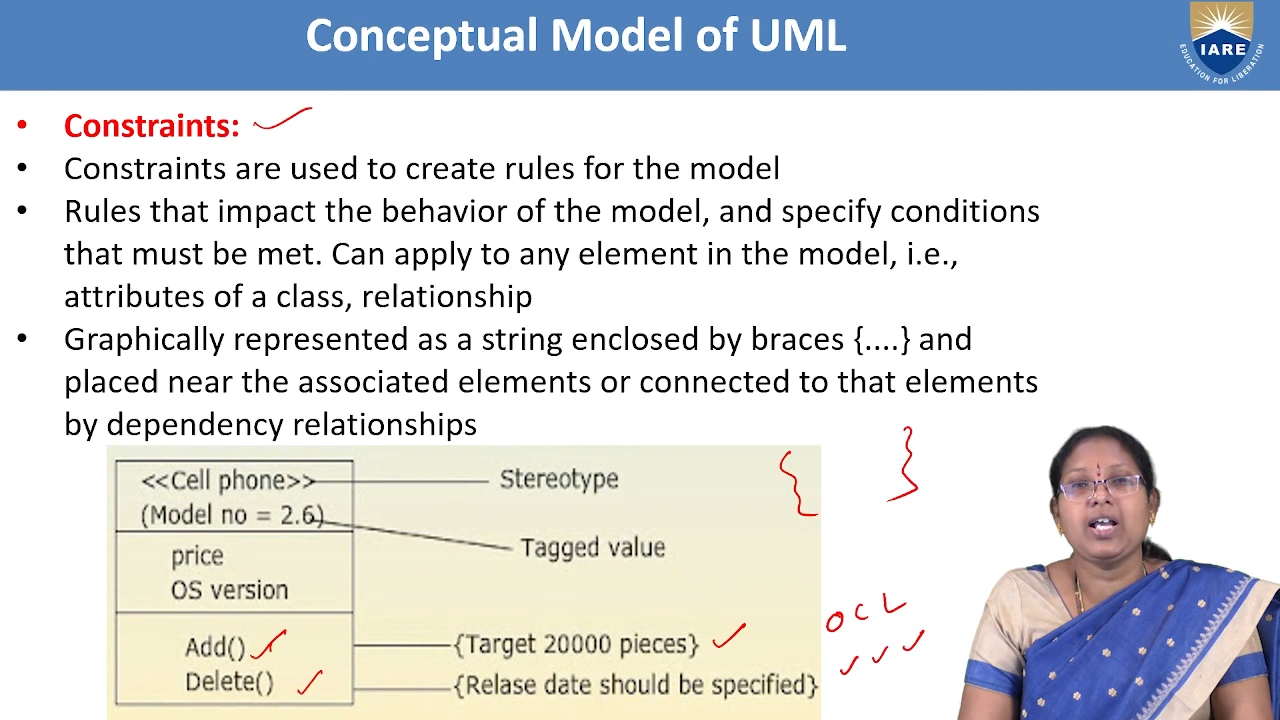 Conceptual Model of UML
IARE
EDUCATION FOR LIBERATION
• Constraints:
• Constraints are used to create rules for the model
• Rules that impact the behavior of the model, and specify conditions
that must be met. Can apply to any element in the model, i.e.,
attributes of a class, relationship
• Graphically represented as a string enclosed by braces {....} and
placed near the associated elements or connected to that elements
by dependency relationships
{ }
<<Cell phone>> Stereotype
(Model no = 2.6) Tagged value
price
OS version
Add() {Target 20000 pieces}
Delete() {Relase date should be specified}
OCL